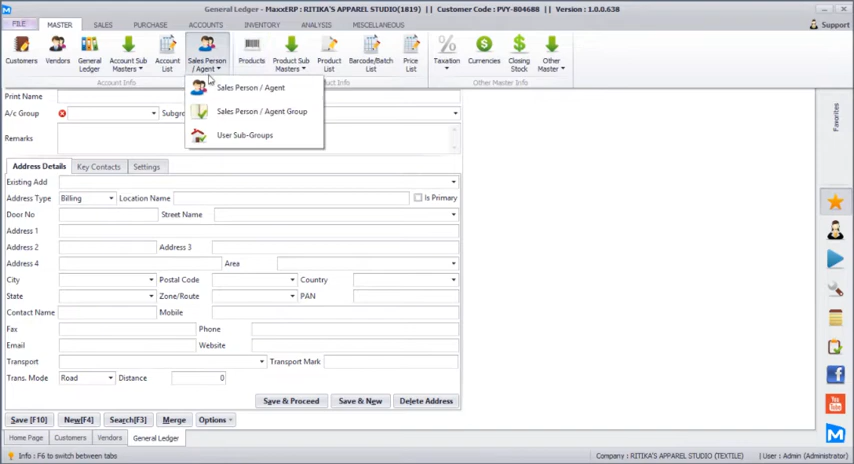 General Ledger - MaxxERP : RITIKA'S APPAREL STUDIO(1819) || Customer Code : PVY-804688 || Version : 1.0.0.638
FILE MASTER SALES PURCHASE ACCOUNTS INVENTORY ANALYSIS MISCELLANEOUS Support
Customers Vendors General Ledger Account Sub Masters Account List Sales Person / Agent Products Product Sub Masters Product List Barcode/Batch List Price List Taxation Currencies Closing Stock Other Master
Account Info duct Info Other Master Info
Sales Person / Agent
Sales Person / Agent Group
User Sub-Groups
Print Name
A/c Group Subgro
Remarks
Favorites
Address Details Key Contacts Settings
Existing Add
Address Type Billing Location Name Is Primary
Door No Street Name
Address 1
Address 2 Address 3
Address 4 Area
City Postal Code Country
State Zone/Route PAN
Contact Name Mobile
Fax Phone
Email Website
Transport Transport Mark
Trans. Mode Road Distance 0
Save & Proceed Save & New Delete Address
Save [F10] New[F4] Search[F3] Merge Options
Home Page Customers Vendors General Ledger
You Tube
Info : F6 to switch between tabs Company : RITIKA'S APPAREL STUDIO (TEXTILE) User : Admin (Administrator)